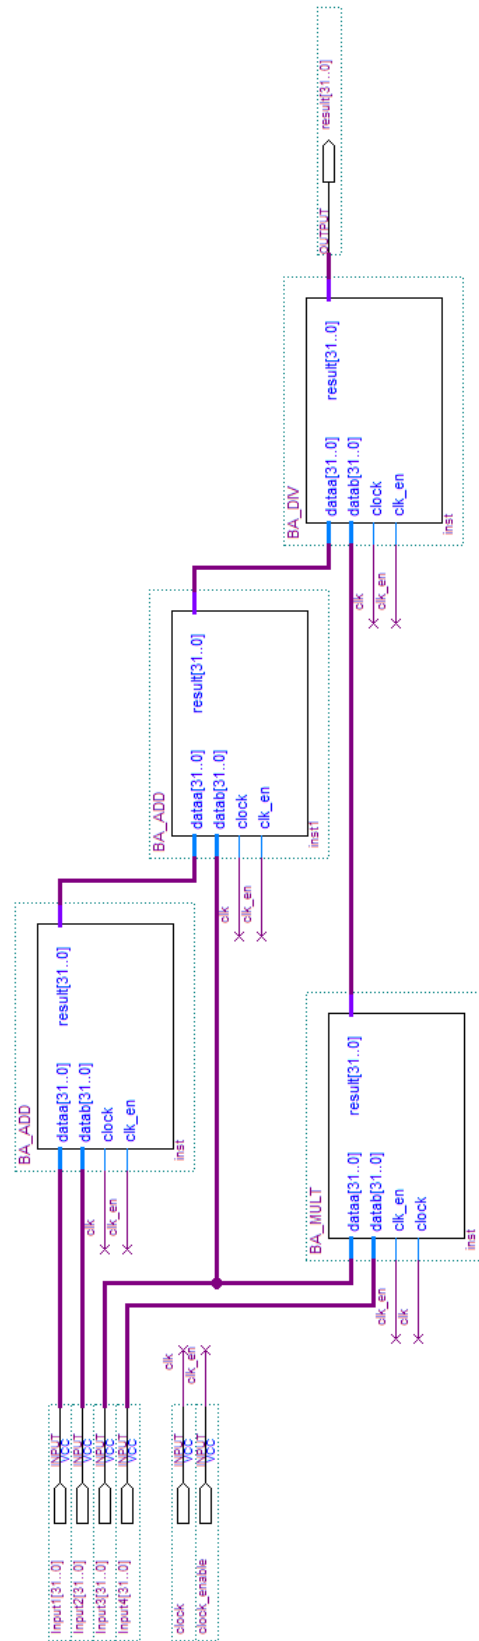 Input1[31..0]
INPUT
VCC
Input2[31..0]
INPUT
VCC
Input3[31..0]
INPUT
VCC
Input4[31..0]
INPUT
VCC
clock
INPUT
VCC
clk
clock_enable
INPUT
VCC
clk_en
BA_ADD
dataa[31..0]
result[31..0]
datab[31..0]
clk
clock
clk_en
clk_en
inst
BA_ADD
dataa[31..0]
result[31..0]
datab[31..0]
clk
clock
clk_en
clk_en
inst1
BA_MULT
dataa[31..0]
result[31..0]
datab[31..0]
clk_en
clk_en
clk
clock
inst
BA_DIV
dataa[31..0]
result[31..0]
datab[31..0]
clk
clock
clk_en
clk_en
inst
OUTPUT
result[31..0]